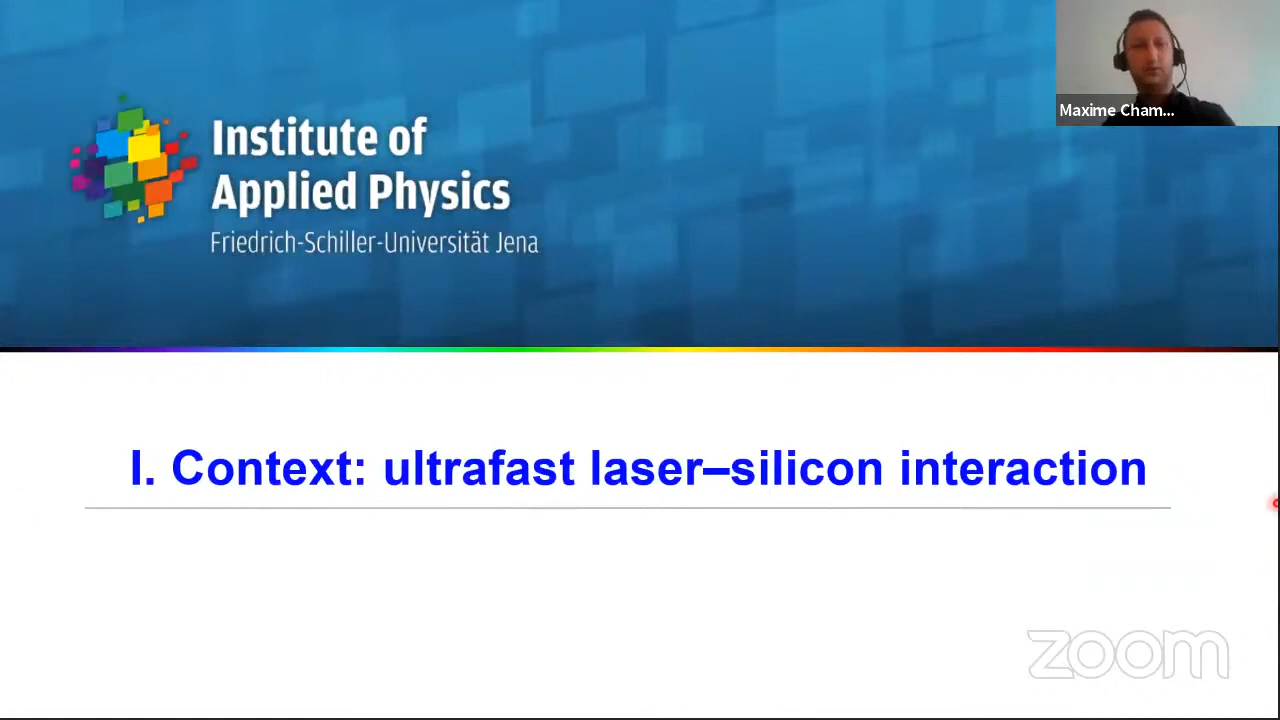 Institute of
Applied Physics
Friedrich-Schiller-Universität Jena
Maxime Cham...
I. Context: ultrafast laser–silicon interaction
zoom